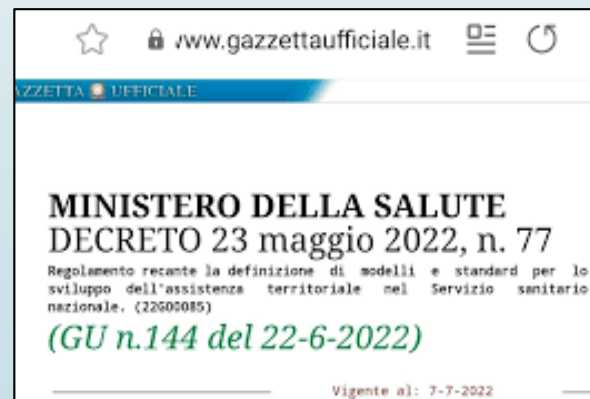 www.gazzettaufficiale.it
AZZETTA UFFICIALE
MINISTERO DELLA SALUTE
DECRETO 23 maggio 2022, n. 77
Regolamento recante la definizione di modelli e standard per lo
sviluppo dell'assistenza territoriale nel Servizio sanitario
nazionale. (22G00085)
(GU n.144 del 22-6-2022)
Vigente al: 7-7-2022